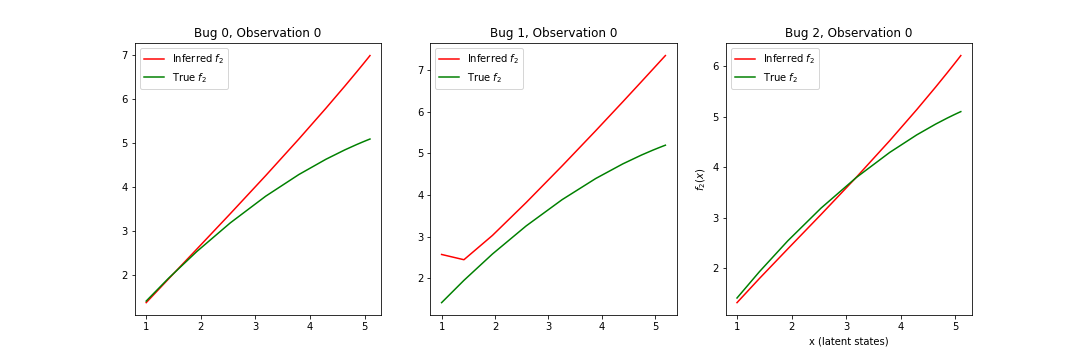 Bug 0, Observation 0
Inferred f₂
True f₂
7
6
5
4
3
2
1 2 3 4 5
Bug 1, Observation 0
Inferred f₂
True f₂
7
6
5
4
3
2
1 2 3 4 5
Bug 2, Observation 0
Inferred f₂
True f₂
f₂(x)
6
5
4
3
2
1 2 3 4 5
x (latent states)